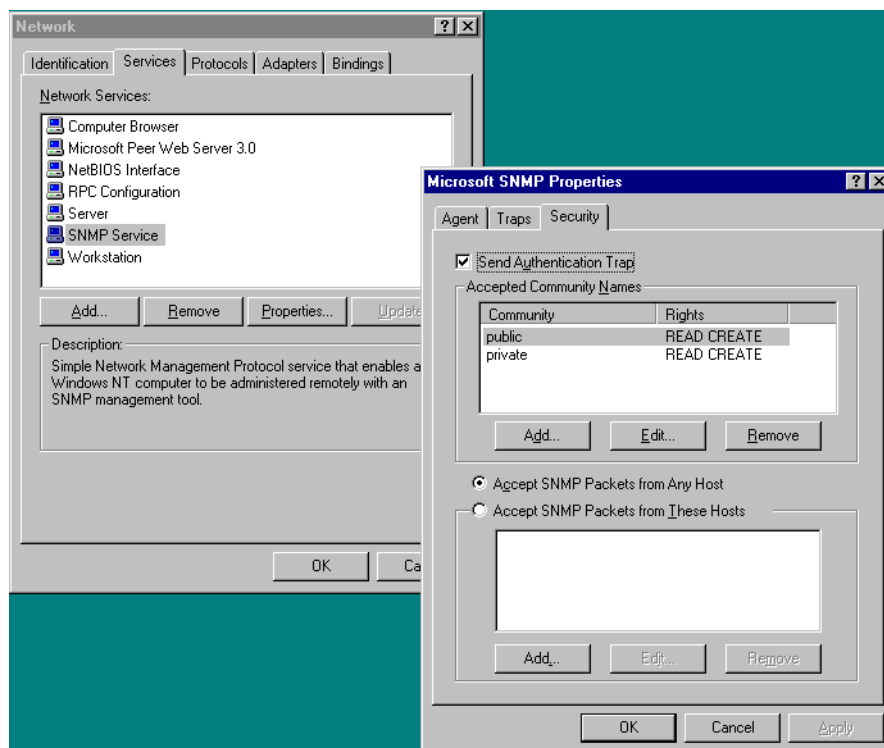 Network
Identification Services Protocols Adapters Bindings
Network Services:
Computer Browser
Microsoft Peer Web Server 3.0
NetBIOS Interface
RPC Configuration
Server
SNMP Service
Workstation
Add... Remove Properties... Update
Description:
Simple Network Management Protocol service that enables a
Windows NT computer to be administered remotely with an
SNMP management tool.
OK Ca
Microsoft SNMP Properties
Agent Traps Security
Send Authentication Trap
Accepted Community Names
Community Rights
public READ CREATE
private READ CREATE
Add... Edit... Remove
Accept SNMP Packets from Any Host
Accept SNMP Packets from These Hosts
Add... Edit... Remove
OK Cancel Apply